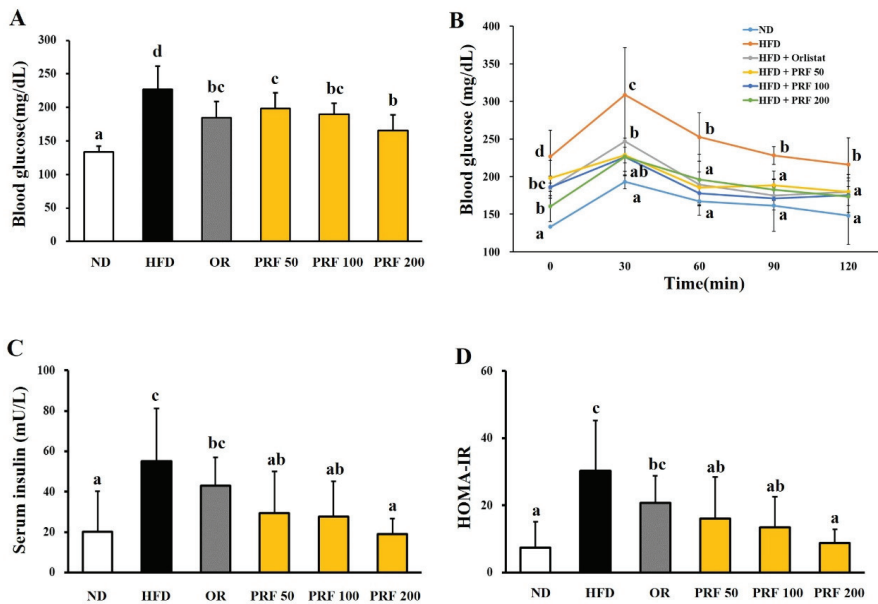 A
Blood glucose(mg/dL)
300
250
200
150
100
50
0
a
d
bc
c
bc
b
ND HFD OR PRF 50 PRF 100 PRF 200
B
Blood glucose (mg/dL)
400
350
300
250
200
150
100
ND
HFD
HFD + Orlistat
HFD + PRF 50
HFD + PRF 100
HFD + PRF 200
d
bc
b
a
c
b
ab
a
b
a
a
b
a
a
b
a
a
0 30 60 90 120
Time(min)
C
Serum insulin (mU/L)
100
80
60
40
20
0
a
c
bc
ab
ab
a
ND HFD OR PRF 50 PRF 100 PRF 200
D
HOMA-IR
60
40
20
0
a
c
bc
ab
ab
a
ND HFD OR PRF 50 PRF 100 PRF 200